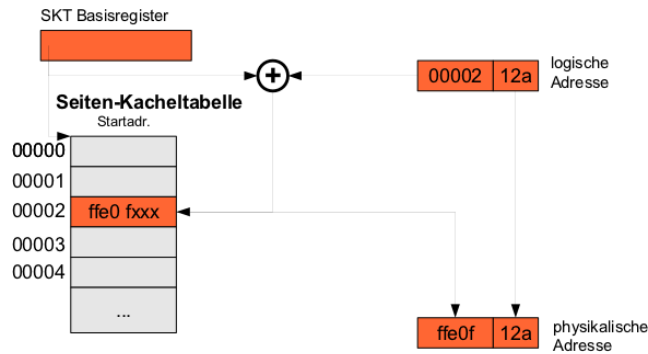 SKT Basisregister
+
00002 12a
logische
Adresse
Seiten-Kacheltabelle
Startadr.
00000
00001
00002 ffe0 fxxx
00003
00004
...
ffe0f 12a
physikalische
Adresse